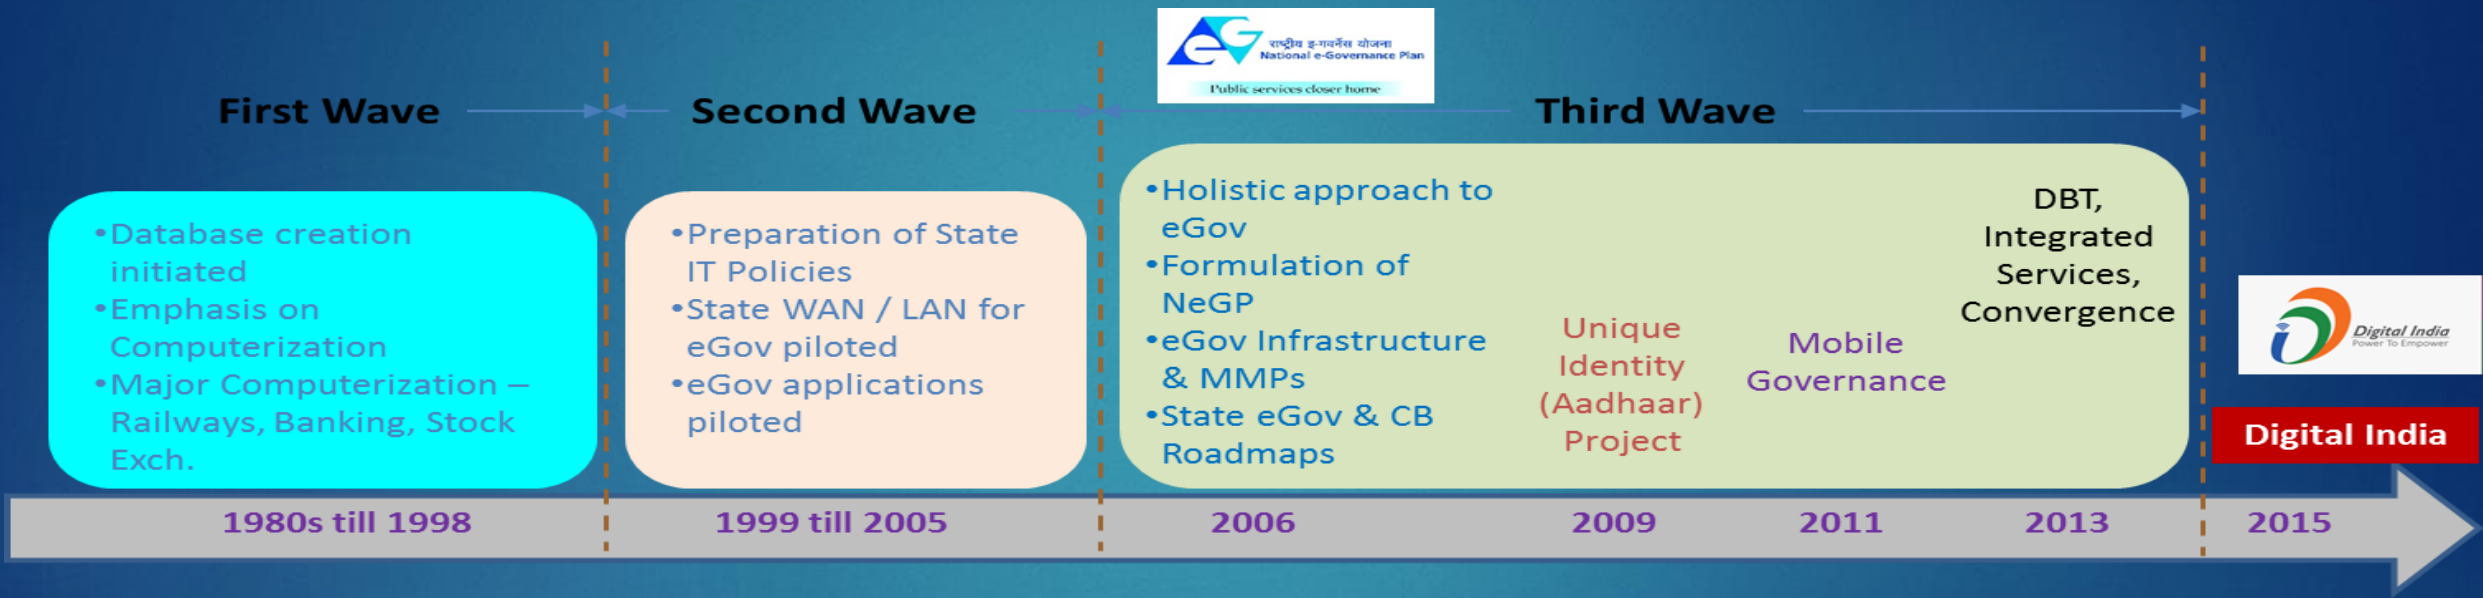 राष्ट्रीय इ-गवर्नेंस योजना
National e-Governance Plan
Public services closer home
First Wave
Second Wave
Third Wave
•Database creation
initiated
•Emphasis on
Computerization
•Major Computerization –
Railways, Banking, Stock
Exch.
•Preparation of State
IT Policies
•State WAN / LAN for
eGov piloted
•eGov applications
piloted
•Holistic approach to
eGov
•Formulation of
NeGP
•eGov Infrastructure
& MMPs
•State eGov & CB
Roadmaps
Unique
Identity
(Aadhaar)
Project
Mobile
Governance
DBT,
Integrated
Services,
Convergence
Digital India
Power To Empower
Digital India
1980s till 1998
1999 till 2005
2006
2009
2011
2013
2015